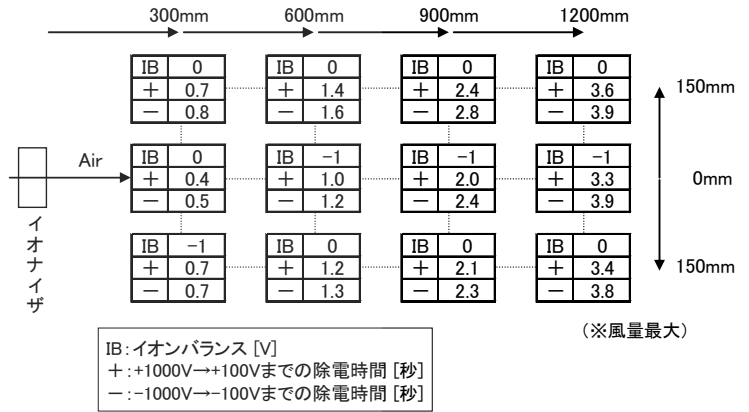 300mm 600mm 900mm 1200mm
IB 0 IB 0 IB 0 IB 0
+ 0.7 + 1.4 + 2.4 + 3.6
− 0.8 − 1.6 − 2.8 − 3.9
150mm
Air
IB 0 IB −1 IB −1 IB −1
+ 0.4 + 1.0 + 2.0 + 3.3
− 0.5 − 1.2 − 2.4 − 3.9
0mm
イオナイザ
IB −1 IB 0 IB 0 IB 0
+ 0.7 + 1.2 + 2.1 + 3.4
− 0.7 − 1.3 − 2.3 − 3.8
150mm
(※風量最大)
IB:イオンバランス [V]
+:+1000V→+100Vまでの除電時間 [秒]
−:-1000V→-100Vまでの除電時間 [秒]